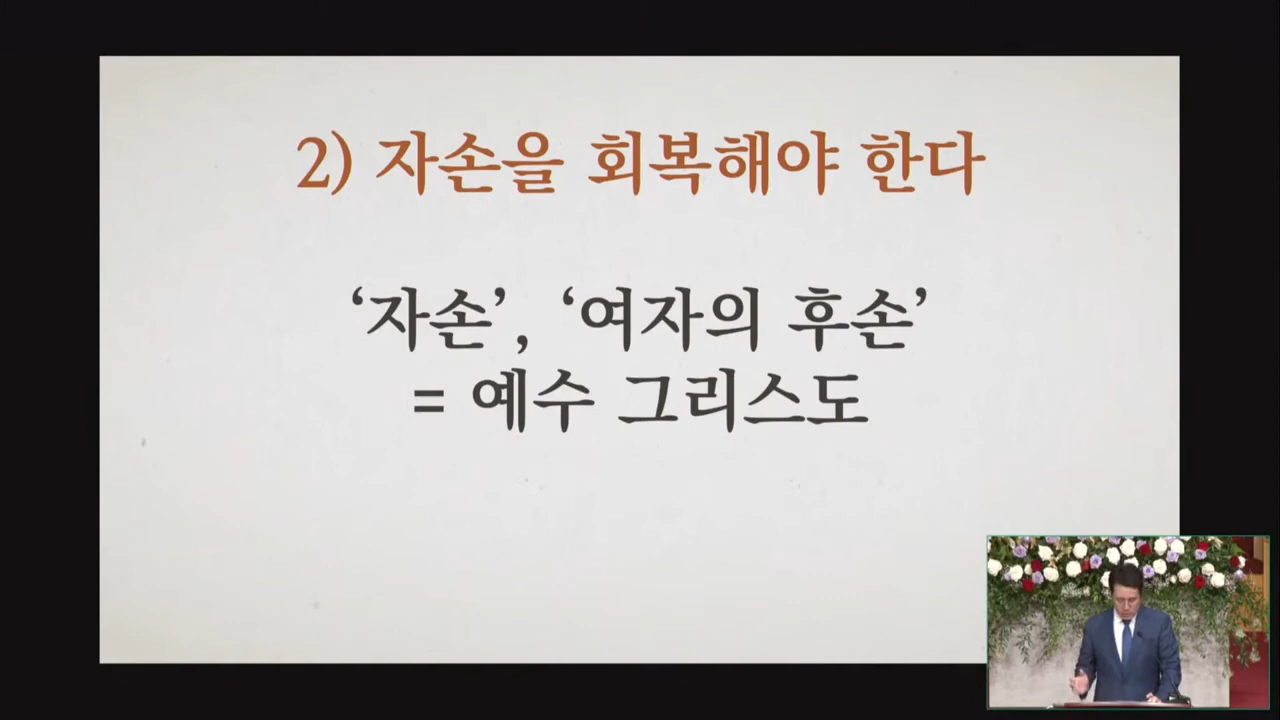 2) 자손을 회복해야 한다
‘자손’, ‘여자의 후손’
= 예수 그리스도